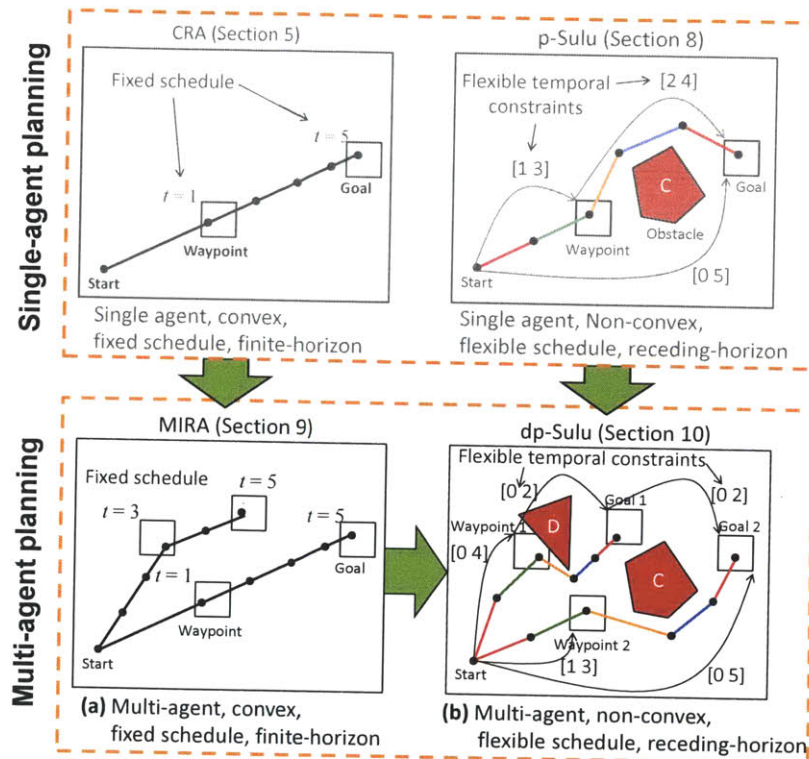 Single-agent planning
CRA (Section 5)
Fixed schedule
t = 5
t = 1
Goal
Waypoint
Start
Single agent, convex,
fixed schedule, finite-horizon
p-Sulu (Section 8)
Flexible temporal
constraints
[2 4]
[1 3]
C
Goal
Waypoint
Obstacle
Start
[0 5]
Single agent, Non-convex,
flexible schedule, receding-horizon
Multi-agent planning
MIRA (Section 9)
Fixed schedule
t = 5
t = 3
t = 5
t = 1
Goal
Waypoint
Start
(a) Multi-agent, convex,
fixed schedule, finite-horizon
dp-Sulu (Section 10)
Flexible temporal constraints
[0 2]
Goal 1
[0 2]
D
Waypoint 1
Goal 2
[0 4]
C
Waypoint 2
Start
[1 3]
[0 5]
(b) Multi-agent, non-convex,
flexible schedule, receding-horizon